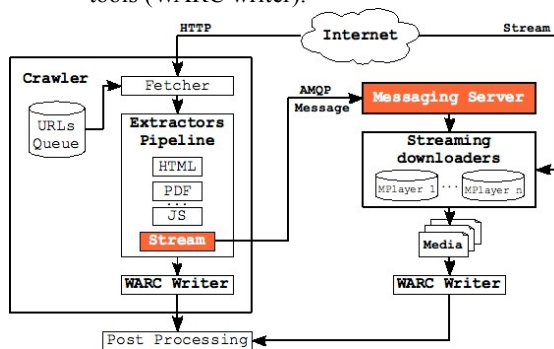 tools (WARC writer).
HTTP
Internet
Stream
Crawler
Fetcher
URLs
Queue
Extractors
Pipeline
HTML
PDF
...
JS
Stream
AMQP
Message
Messaging Server
Streaming
downloaders
MPlayer 1 ... MPlayer n
Media
WARC Writer
WARC Writer
Post Processing